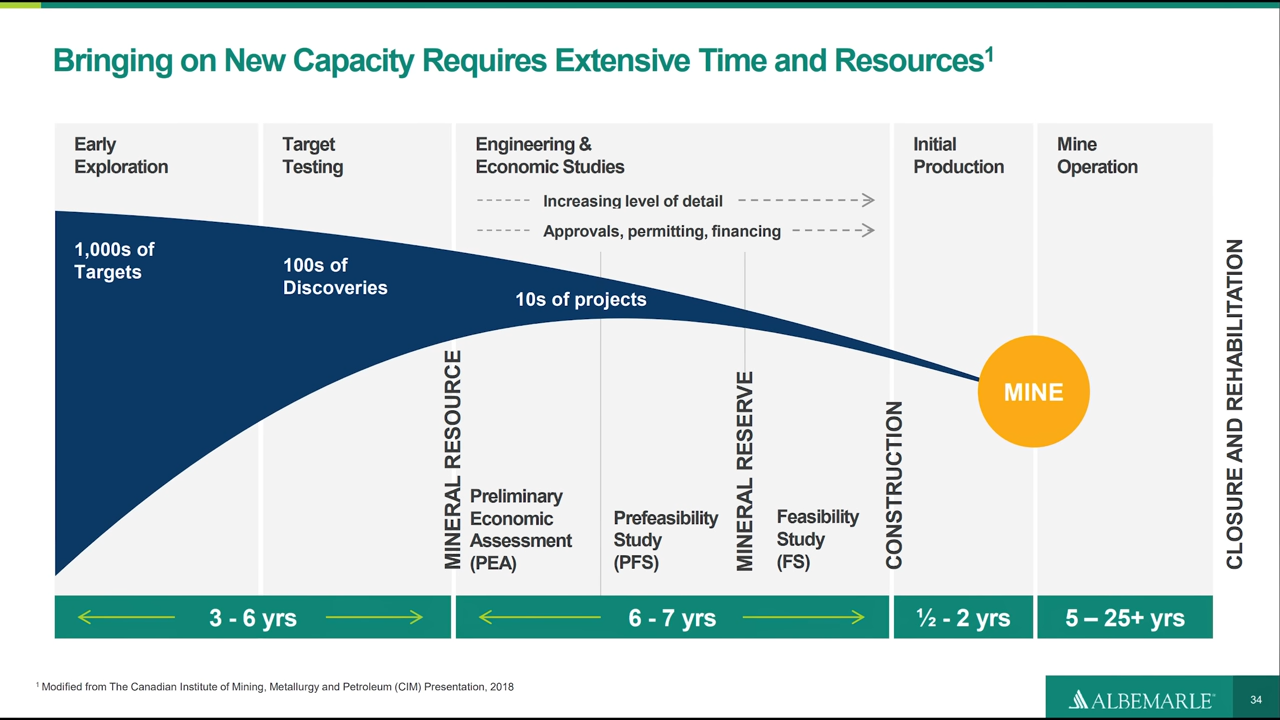 Bringing on New Capacity Requires Extensive Time and Resources¹
Early
Exploration
Target
Testing
Engineering &
Economic Studies
Initial
Production
Mine
Operation
Increasing level of detail
Approvals, permitting, financing
1,000s of
Targets
100s of
Discoveries
10s of projects
MINE
MINERAL RESOURCE
Preliminary
Economic
Assessment
(PEA)
Prefeasibility
Study
(PFS)
MINERAL RESERVE
Feasibility
Study
(FS)
CONSTRUCTION
CLOSURE AND REHABILITATION
3 - 6 yrs
6 - 7 yrs
½ - 2 yrs
5 – 25+ yrs
¹ Modified from The Canadian Institute of Mining, Metallurgy and Petroleum (CIM) Presentation, 2018
ALBEMARLE
34